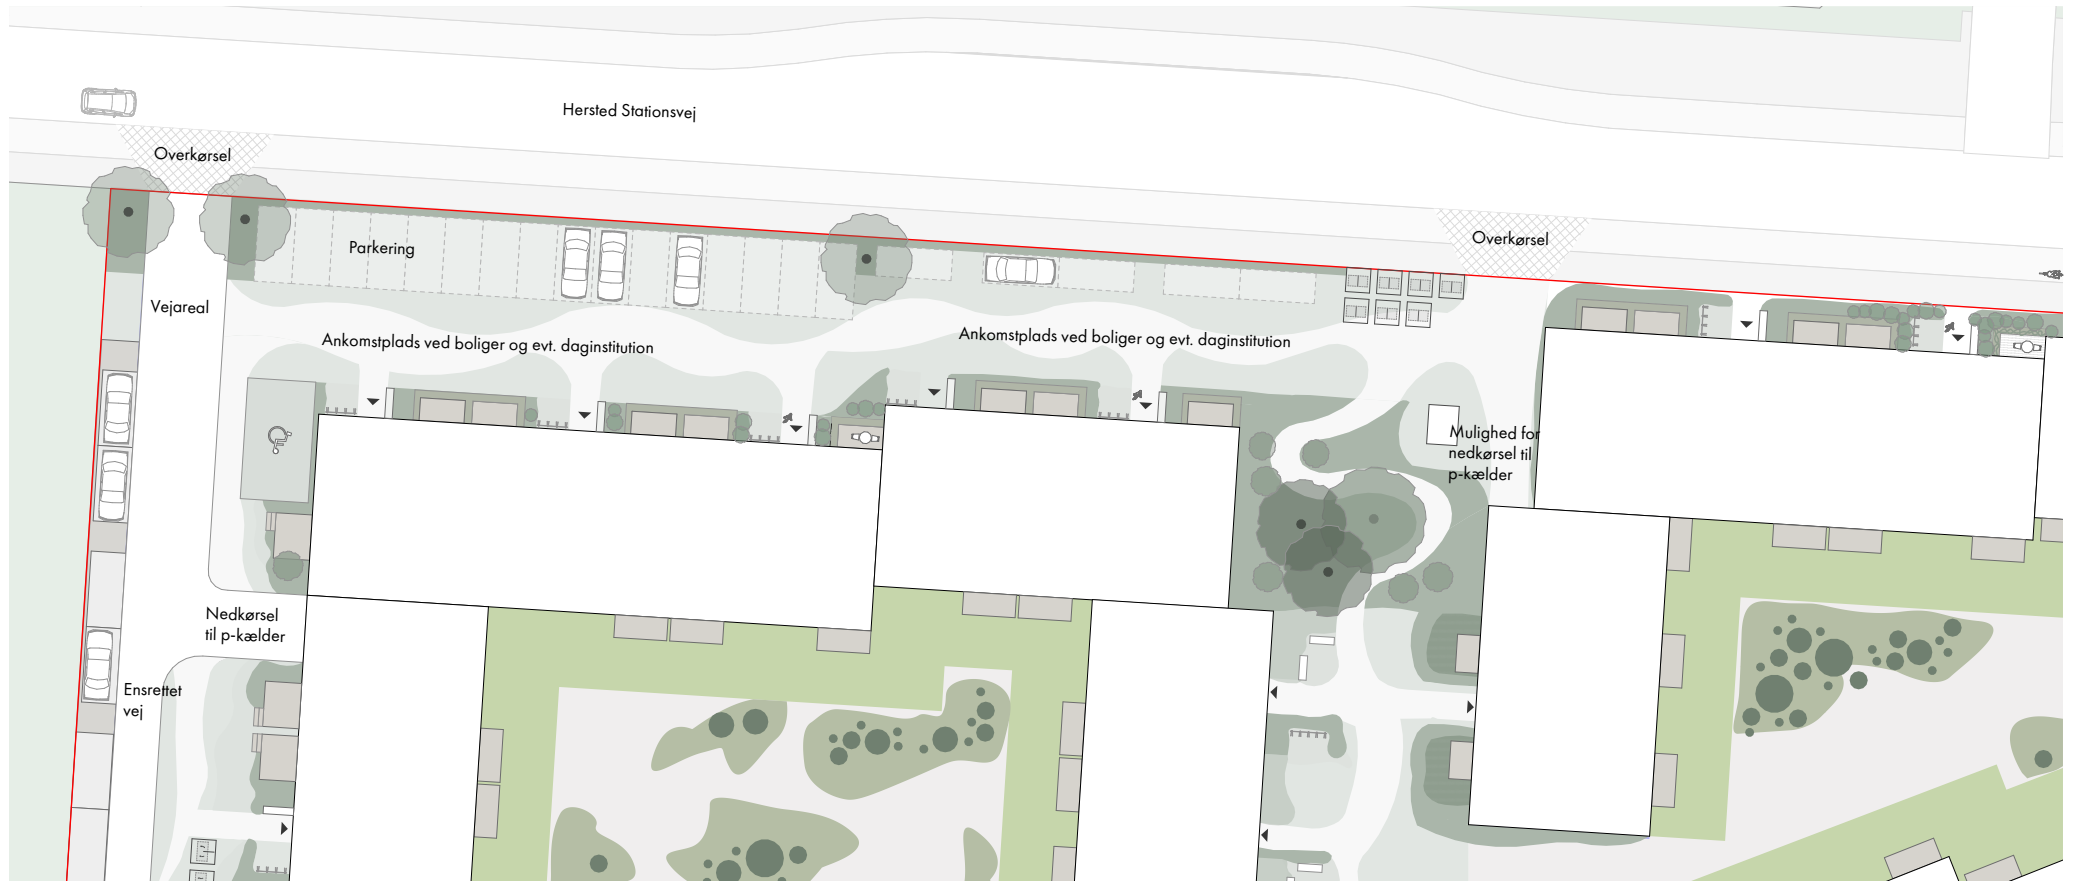 Hersted Stationsvej
Overkørsel
Overkørsel
Parkering
Vejareal
Ankomstplads ved boliger og evt. daginstitution
Ankomstplads ved boliger og evt. daginstitution
Mulighed for
nedkørsel til
p-kælder
Nedkørsel
til p-kælder
Ensrettet
vej